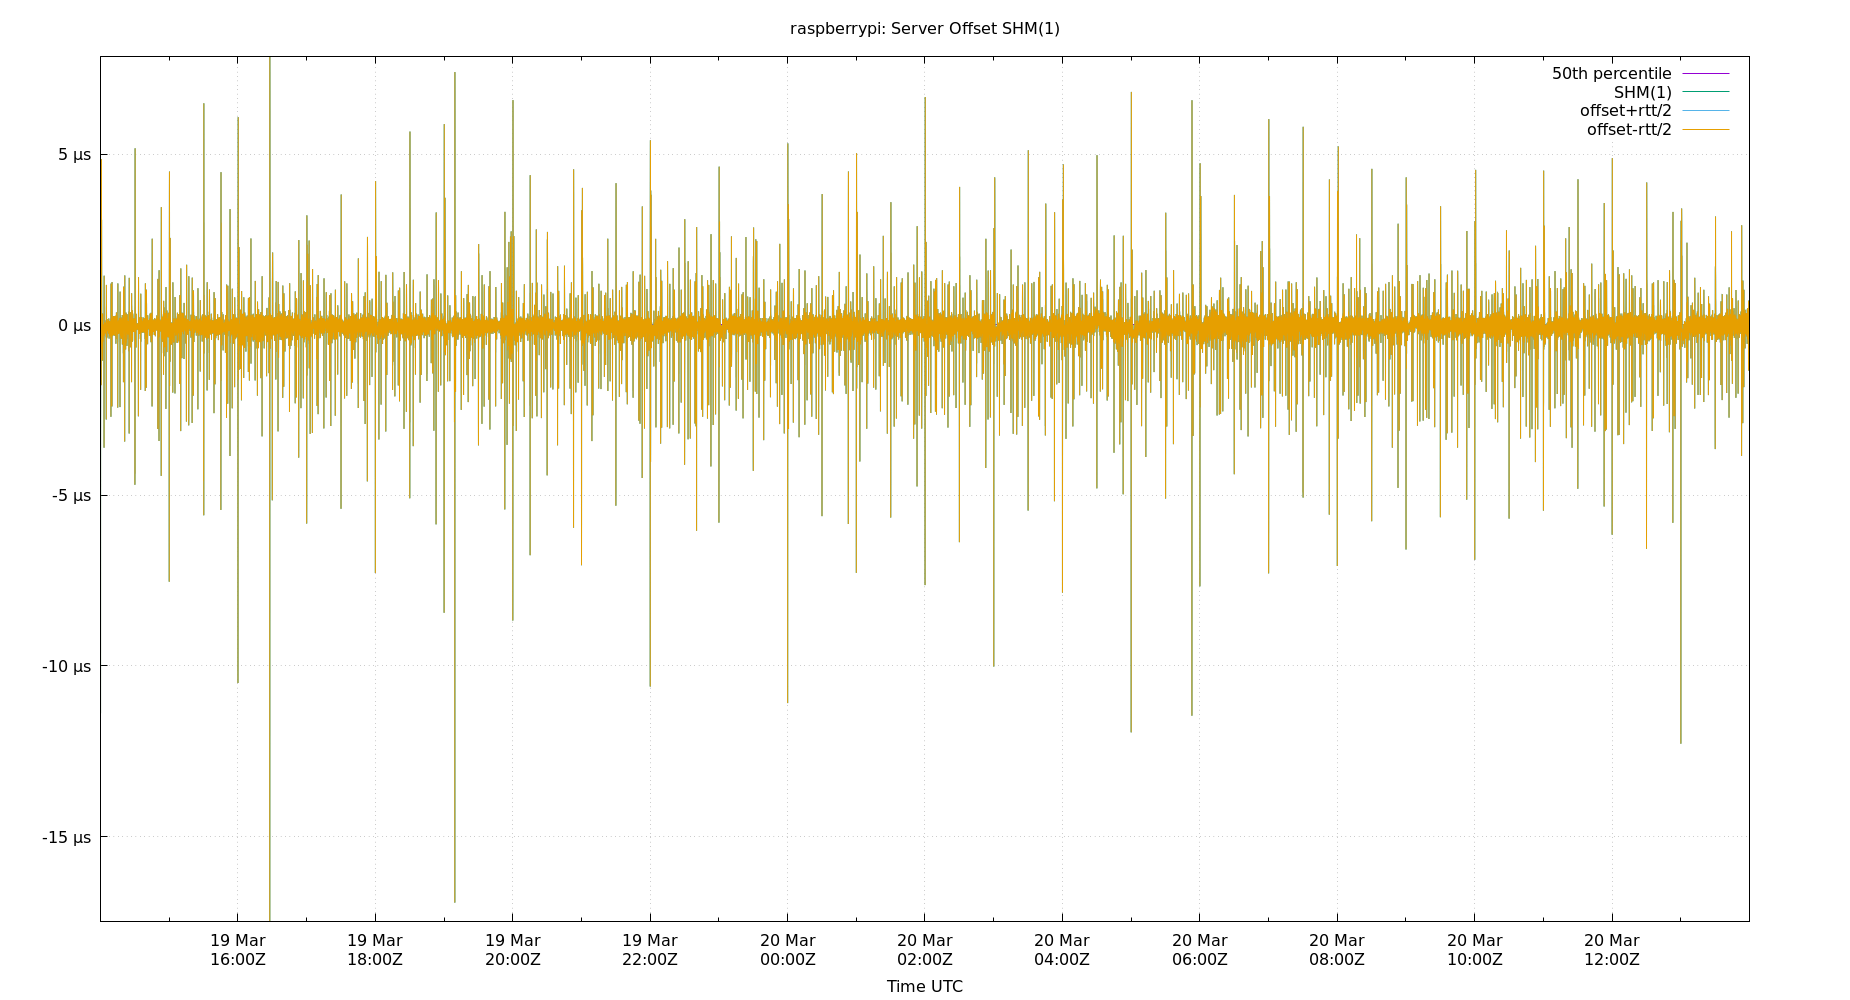 raspberrypi: Server Offset SHM(1)
50th percentile
SHM(1)
offset+rtt/2
offset-rtt/2
5 µs
0 µs
-5 µs
-10 µs
-15 µs
19 Mar 19 Mar 19 Mar 19 Mar 20 Mar 20 Mar 20 Mar 20 Mar 20 Mar 20 Mar 20 Mar
16:00Z 18:00Z 20:00Z 22:00Z 00:00Z 02:00Z 04:00Z 06:00Z 08:00Z 10:00Z 12:00Z
Time UTC